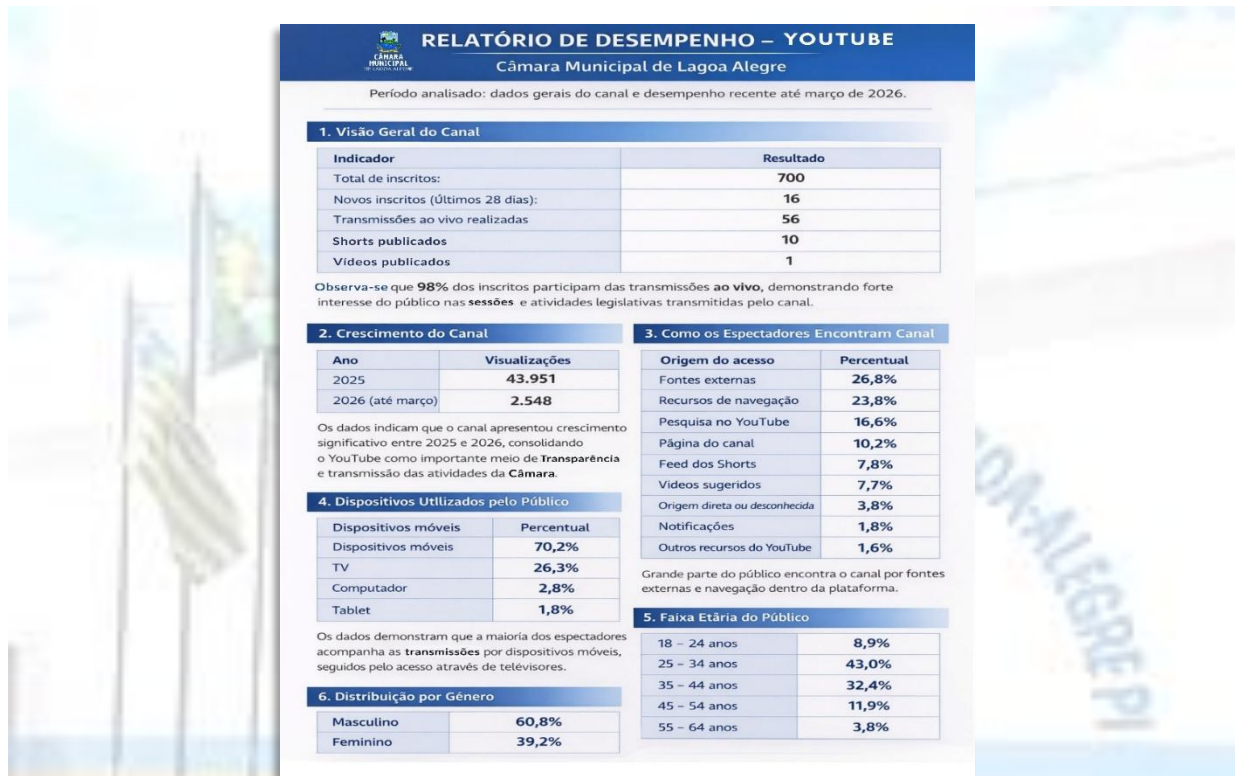 CÂMARA
MUNICIPAL
DE LAGOA ALEGRE
RELATÓRIO DE DESEMPENHO – YOUTUBE
Câmara Municipal de Lagoa Alegre
Período analisado: dados gerais do canal e desempenho recente até março de 2026.
1. Visão Geral do Canal
Indicador Resultado
Total de inscritos: 700
Novos inscritos (Últimos 28 dias): 16
Transmissões ao vivo realizadas 56
Shorts publicados 10
Vídeos publicados 1
Observa-se que 98% dos inscritos participam das transmissões ao vivo, demonstrando forte
interesse do público nas sessões e atividades legislativas transmitidas pelo canal.
2. Crescimento do Canal
Ano Visualizações
2025 43.951
2026 (até março) 2.548
Os dados indicam que o canal apresentou crescimento
significativo entre 2025 e 2026, consolidando
o YouTube como importante meio de Transparência
e transmissão das atividades da Câmara.
4. Dispositivos UtIlizados pelo Público
Dispositivos móveis Percentual
Dispositivos móveis 70,2%
TV 26,3%
Computador 2,8%
Tablet 1,8%
Os dados demonstram que a maioria dos espectadores
acompanha as transmissões por dispositivos móveis,
seguidos pelo acesso através de télevisores.
6. Distribuição por Género
Masculino 60,8%
Feminino 39,2%
3. Como os Espectadores Encontram Canal
Origem do acesso Percentual
Fontes externas 26,8%
Recursos de navegação 23,8%
Pesquisa no YouTube 16,6%
Página do canal 10,2%
Feed dos Shorts 7,8%
Videos sugeridos 7,7%
Origem direta ou desconhecida 3,8%
Notificações 1,8%
Outros recursos do YouTube 1,6%
Grande parte do público encontra o canal por fontes
externas e navegação dentro da plataforma.
5. Faixa Etãria do Público
18 – 24 anos 8,9%
25 – 34 anos 43,0%
35 – 44 anos 32,4%
45 – 54 anos 11,9%
55 – 64 anos 3,8%
OA-ALEGRE PI